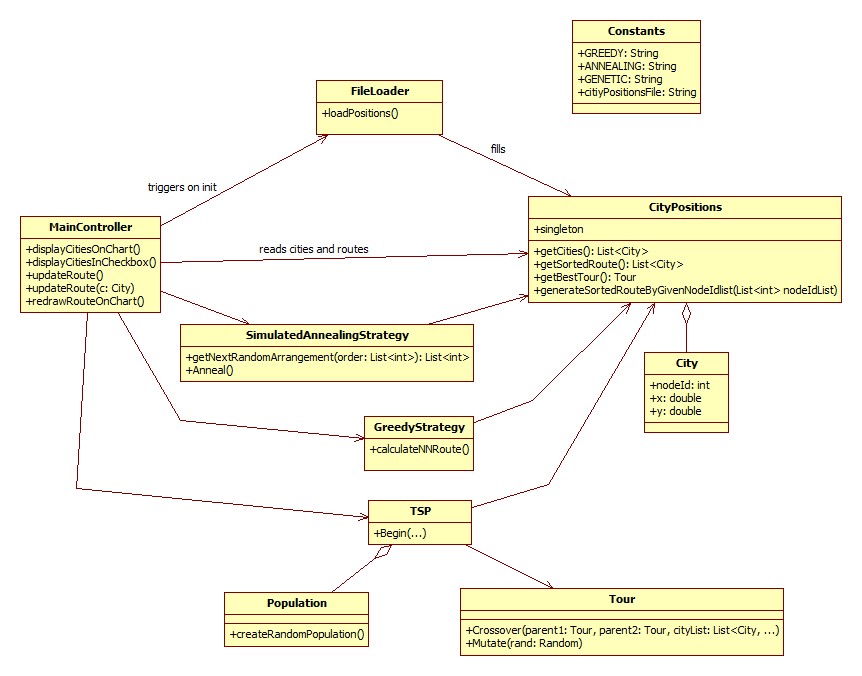 Constants
+GREEDY: String
+ANNEALING: String
+GENETIC: String
+citiyPositionsFile: String
FileLoader
+loadPositions()
fills
triggers on init
CityPositions
+singleton
+getCities(): List<City>
+getSortedRoute(): List<City>
+getBestTour(): Tour
+generateSortedRouteByGivenNodeIdlist(List<int> nodeIdList)
MainController
+displayCitiesOnChart()
+displayCitiesInCheckbox()
+updateRoute()
+updateRoute(c: City)
+redrawRouteOnChart()
reads cities and routes
SimulatedAnnealingStrategy
+getNextRandomArrangement(order: List<int>): List<int>
+Anneal()
City
+nodeId: int
+x: double
+y: double
GreedyStrategy
+calculateNNRoute()
TSP
+Begin(...)
Population
+createRandomPopulation()
Tour
+Crossover(parent1: Tour, parent2: Tour, cityList: List<City, ...)
+Mutate(rand: Random)